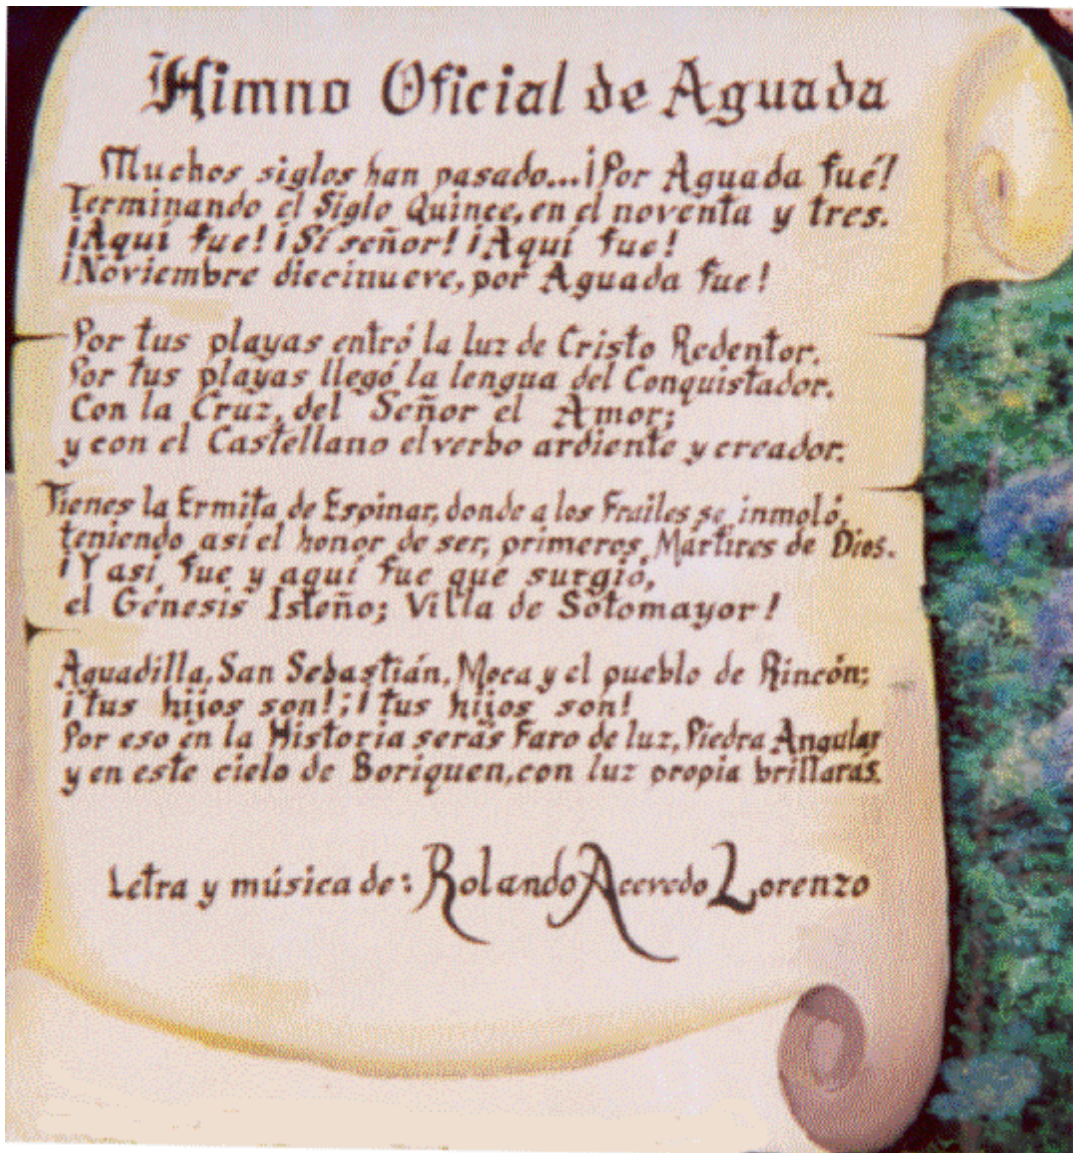 Himno Oficial de Aguada
Muchos siglos han pasado...¡Por Aguada fué!
Terminando el Siglo Quince, en el noventa y tres.
¡Aquí fue! ¡Sí señor! ¡Aquí fue!
¡Noviembre diecinueve, por Aguada fue!
Por tus playas entró la luz de Cristo Redentor.
Por tus playas llegó la lengua del Conquistador.
Con la Cruz, del Señor el Amor;
y con el Castellano el verbo ardiente y creador.
Tienes la Ermita de Espinar, donde a los Frailes se inmoló,
teniendo así el honor de ser, primeros Mártires de Dios.
¡Y así fue y aquí fue que surgió,
el Génesis Isteño; Villa de Sotomayor!
Aguadilla, San Sebastián, Moca y el pueblo de Rincón;
¡tus hijos son!; ¡tus hijos son!
Por eso en la Historia serás Faro de luz, Piedra Angular
y en este cielo de Boriquen, con luz propia brillarás.
Letra y música de: Rolando Acevedo Lorenzo